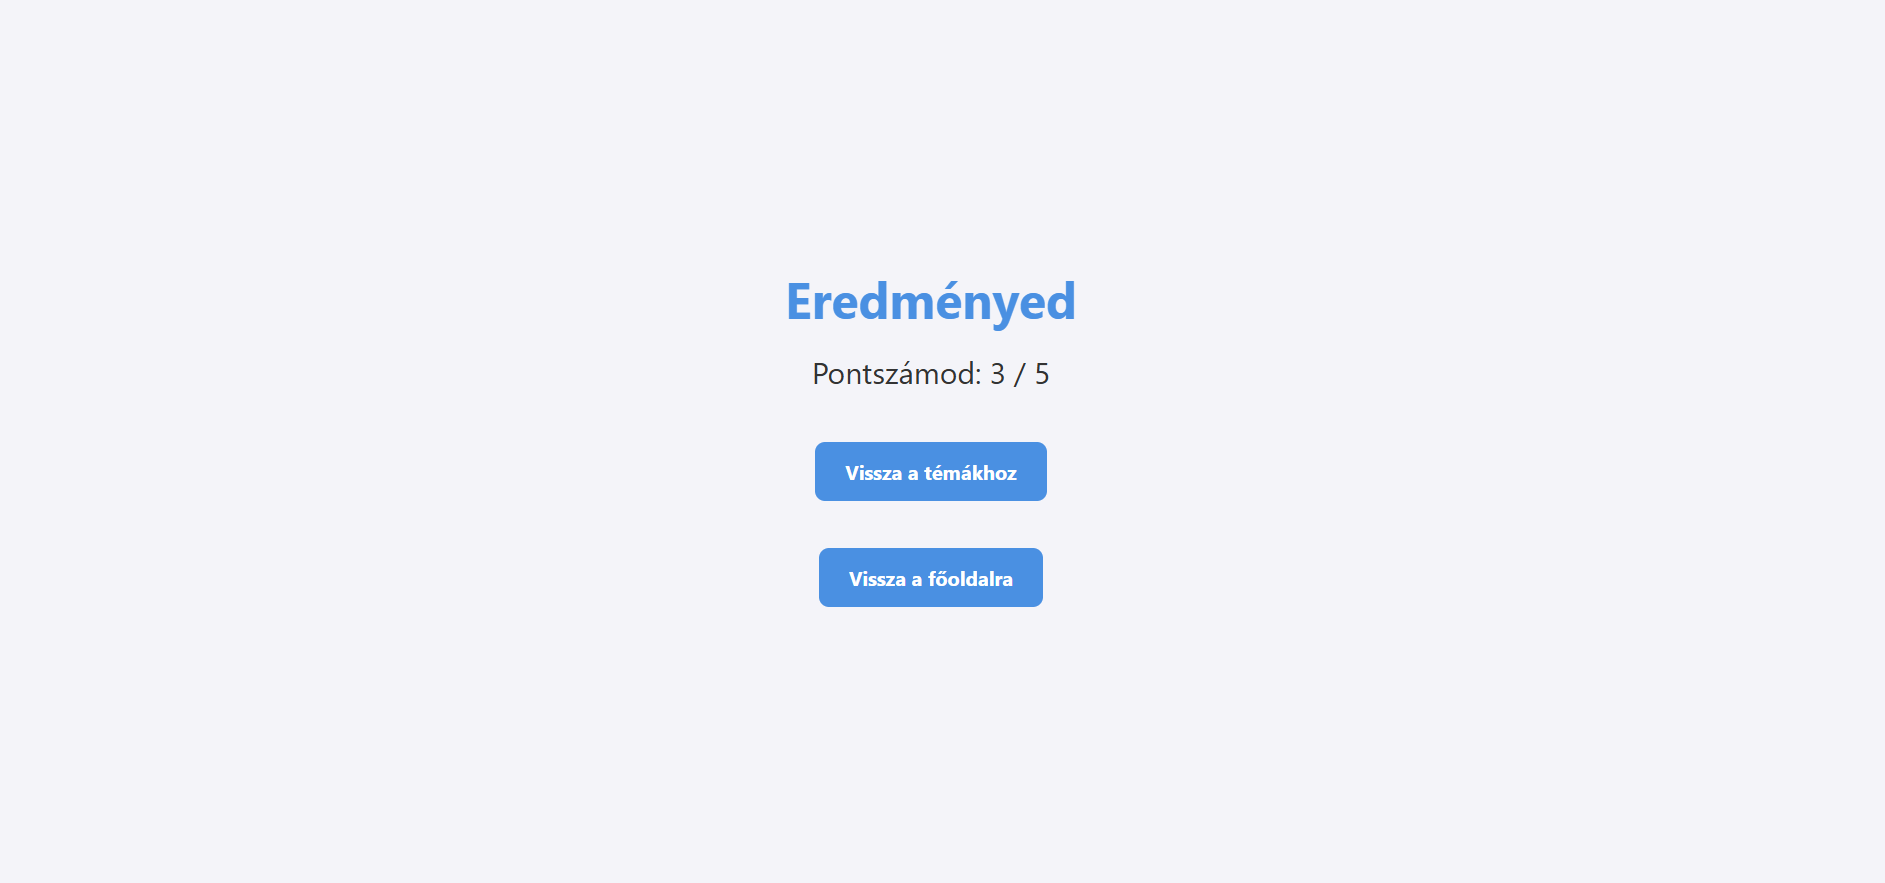 Eredményed
Pontszámod: 3 / 5
Vissza a témákhoz
Vissza a főoldalra